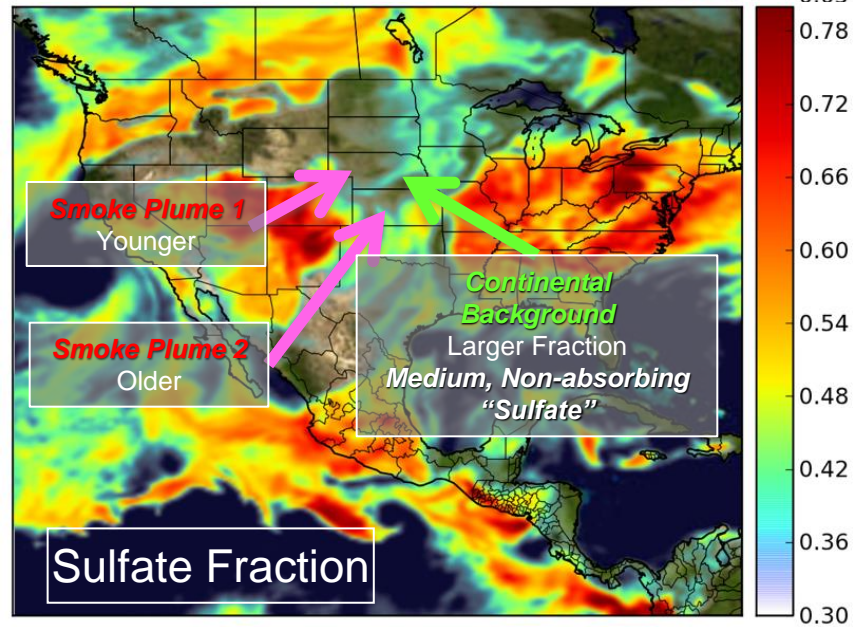 Smoke Plume 1
Younger
Smoke Plume 2
Older
Continental
Background
Larger Fraction
Medium, Non-absorbing
“Sulfate”
Sulfate Fraction
0.78
0.72
0.66
0.60
0.54
0.48
0.42
0.36
0.30